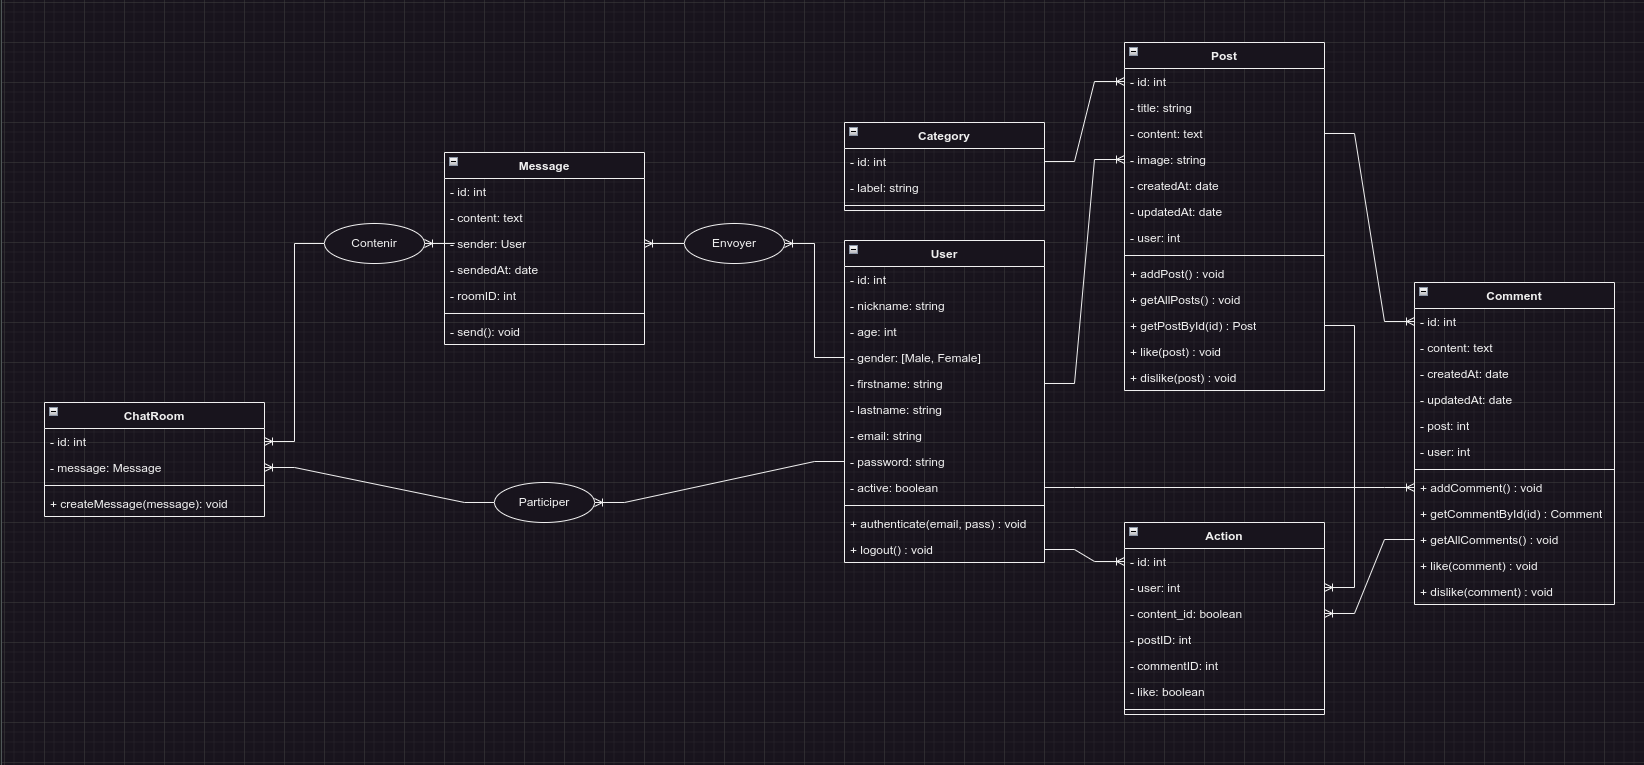 ChatRoom
- id: int
- message: Message
+ createMessage(message): void
Contenir
Message
- id: int
- content: text
- sender: User
- sendedAt: date
- roomID: int
- send(): void
Envoyer
Participer
Category
- id: int
- label: string
User
- id: int
- nickname: string
- age: int
- gender: [Male, Female]
- firstname: string
- lastname: string
- email: string
- password: string
- active: boolean
+ authenticate(email, pass) : void
+ logout() : void
Post
- id: int
- title: string
- content: text
- image: string
- createdAt: date
- updatedAt: date
- user: int
+ addPost() : void
+ getAllPosts() : void
+ getPostById(id) : Post
+ like(post) : void
+ dislike(post) : void
Action
- id: int
- user: int
- content_id: boolean
- postID: int
- commentID: int
- like: boolean
Comment
- id: int
- content: text
- createdAt: date
- updatedAt: date
- post: int
- user: int
+ addComment() : void
+ getCommentById(id) : Comment
+ getAllComments() : void
+ like(comment) : void
+ dislike(comment) : void